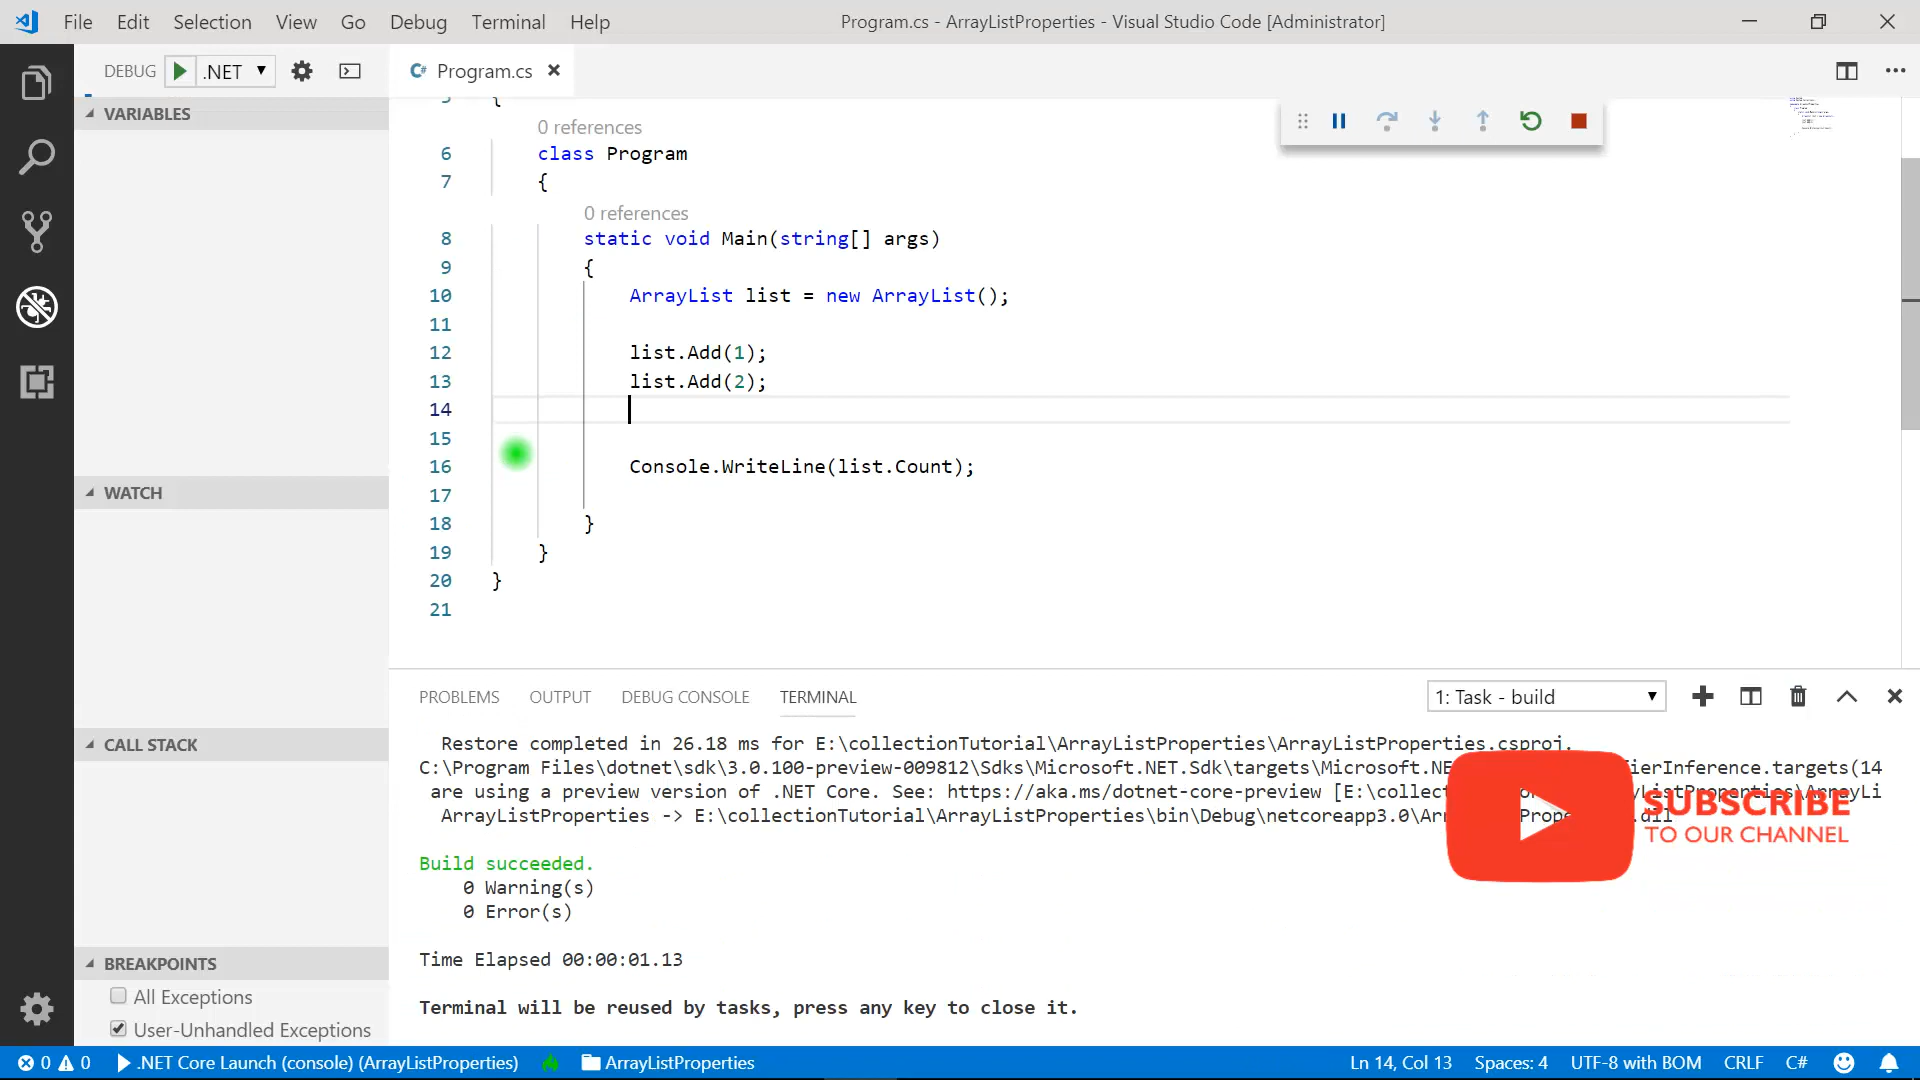 File Edit Selection View Go Debug Terminal Help
Program.cs - ArrayListProperties - Visual Studio Code [Administrator]
DEBUG .NET
Program.cs
VARIABLES
WATCH
CALL STACK
BREAKPOINTS
All Exceptions
User-Unhandled Exceptions
5 {
0 references
6 class Program
7 {
0 references
8 static void Main(string[] args)
9 {
10 ArrayList list = new ArrayList();
11
12 list.Add(1);
13 list.Add(2);
14
15
16 Console.WriteLine(list.Count);
17
18 }
19 }
20 }
21
PROBLEMS OUTPUT DEBUG CONSOLE TERMINAL
1: Task - build
Restore completed in 26.18 ms for E:\collectionTutorial\ArrayListProperties\ArrayListProperties.csproj.
C:\Program Files\dotnet\sdk\3.0.100-preview-009812\Sdks\Microsoft.NET.Sdk\targets\Microsoft.NE ierInference.targets(14
are using a preview version of .NET Core. See: https://aka.ms/dotnet-core-preview [E:\collec
ArrayListProperties -> E:\collectionTutorial\ArrayListProperties\bin\Debug\netcoreapp3.0\Ar
SUBSCRIBE
TO OUR CHANNEL
Build succeeded.
0 Warning(s)
0 Error(s)
Time Elapsed 00:00:01.13
Terminal will be reused by tasks, press any key to close it.
0 0 .NET Core Launch (console) (ArrayListProperties) ArrayListProperties Ln 14, Col 13 Spaces: 4 UTF-8 with BOM CRLF C#